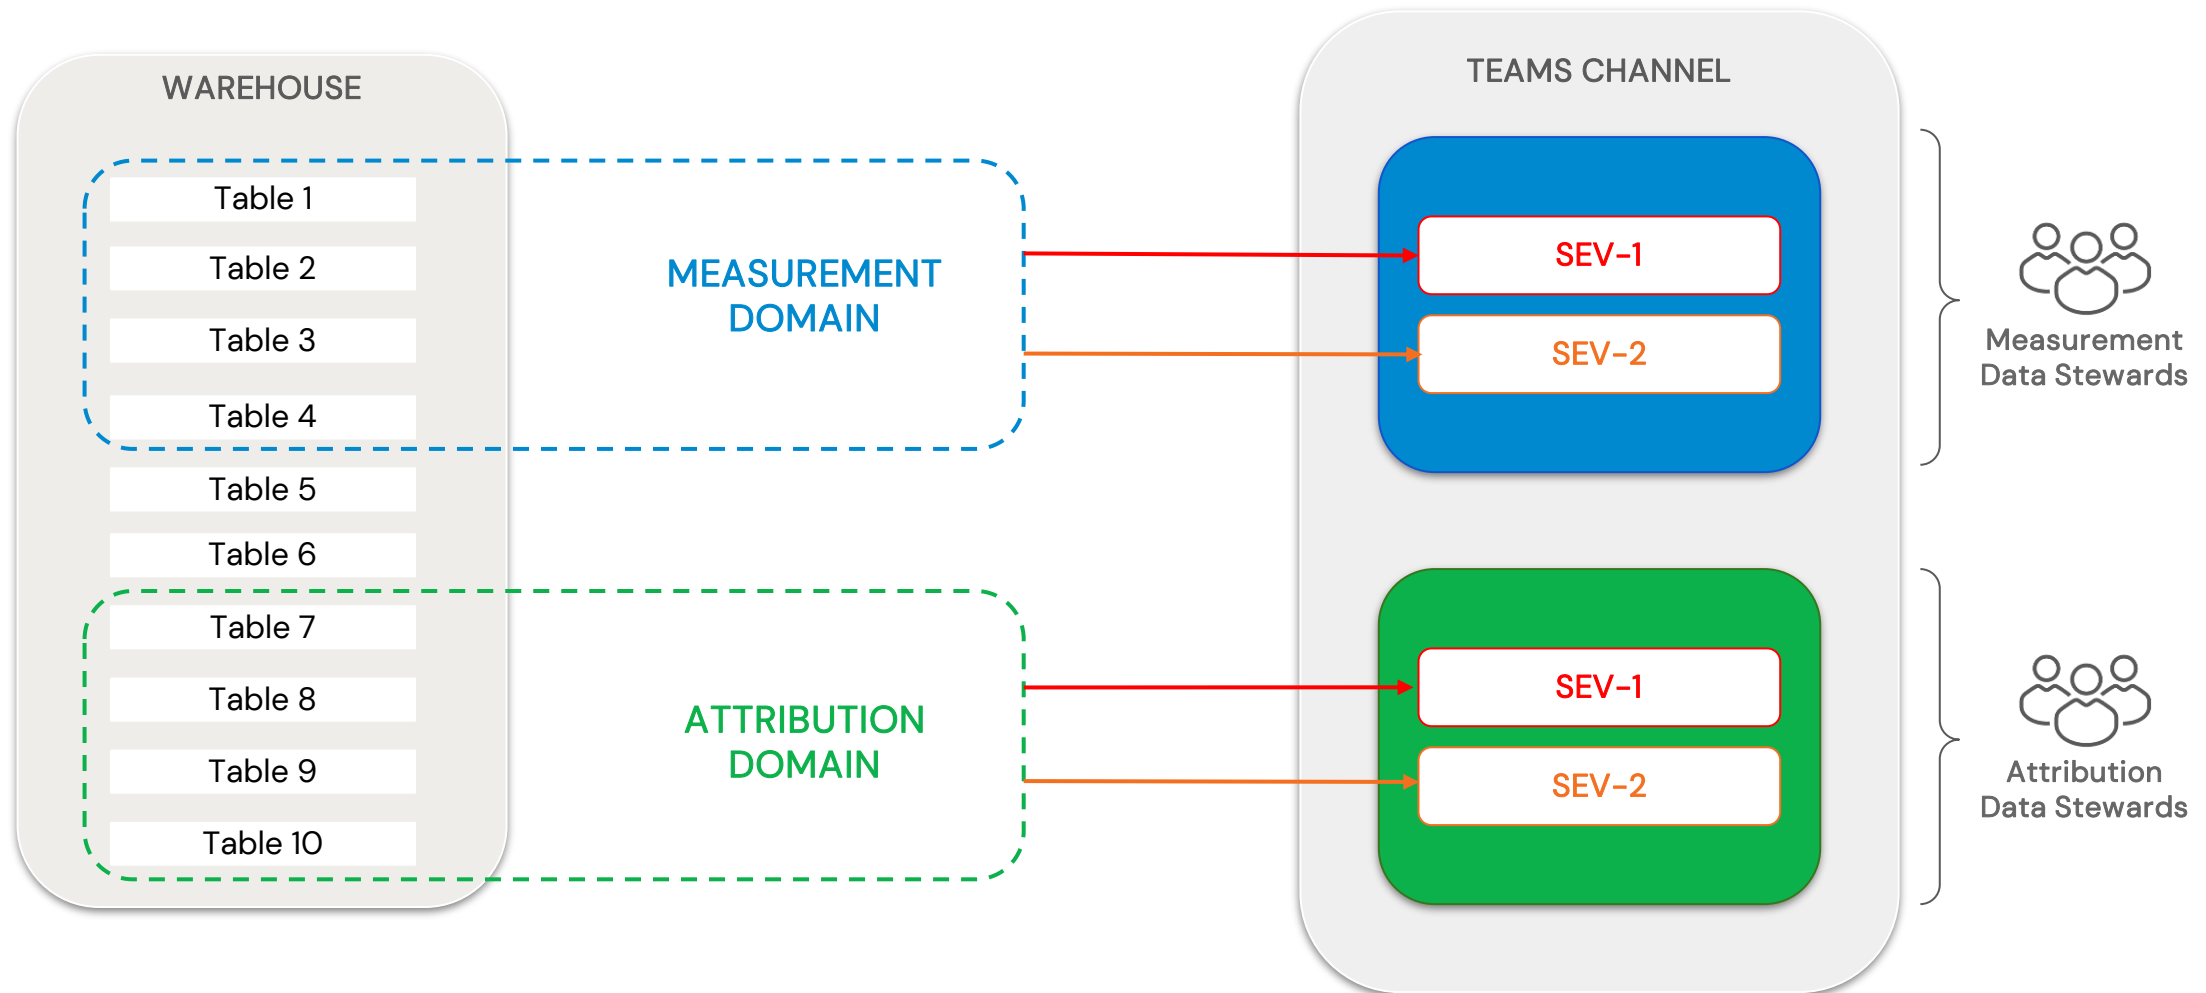 WAREHOUSE
Table 1
Table 2
Table 3
Table 4
Table 5
Table 6
Table 7
Table 8
Table 9
Table 10
MEASUREMENT
DOMAIN
ATTRIBUTION
DOMAIN
TEAMS CHANNEL
SEV-1
SEV-2
SEV-1
SEV-2
Measurement
Data Stewards
Attribution
Data Stewards